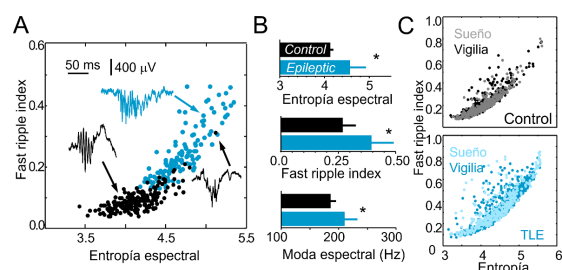 A
Fast ripple index
0.6
0.4
0.2
0.0
50 ms
400 µV
3.5
4.5
5.5
Entropía espectral
B
Control
Epileptic
*
3
4
5
Entropía espectral
*
0.0
0.25
0.50
Fast ripple index
*
100
200
300
Moda espectral (Hz)
C
Fast ripple index
1.0
0.8
0.6
0.4
0.2
Sueño
Vigilia
Control
1.0
0.8
0.6
0.4
0.2
0
Sueño
Vigilia
TLE
3
4
5
6
Entropía